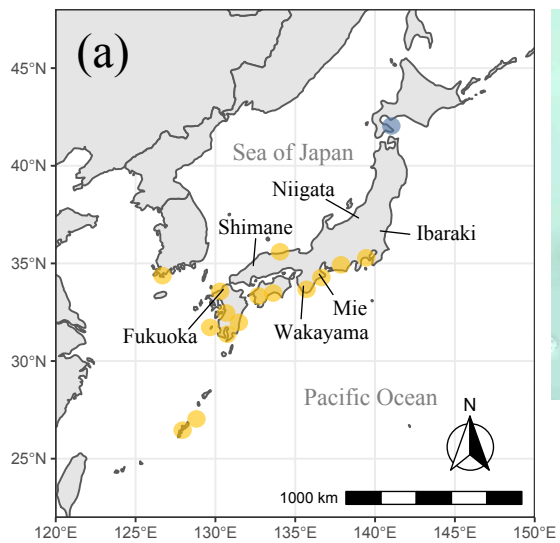 (a)
45°N
40°N
35°N
30°N
25°N
Sea of Japan
Niigata
Shimane
Ibaraki
Mie
Fukuoka
Wakayama
Pacific Ocean
N
1000 km
120°E
125°E
130°E
135°E
140°E
145°E
150°E